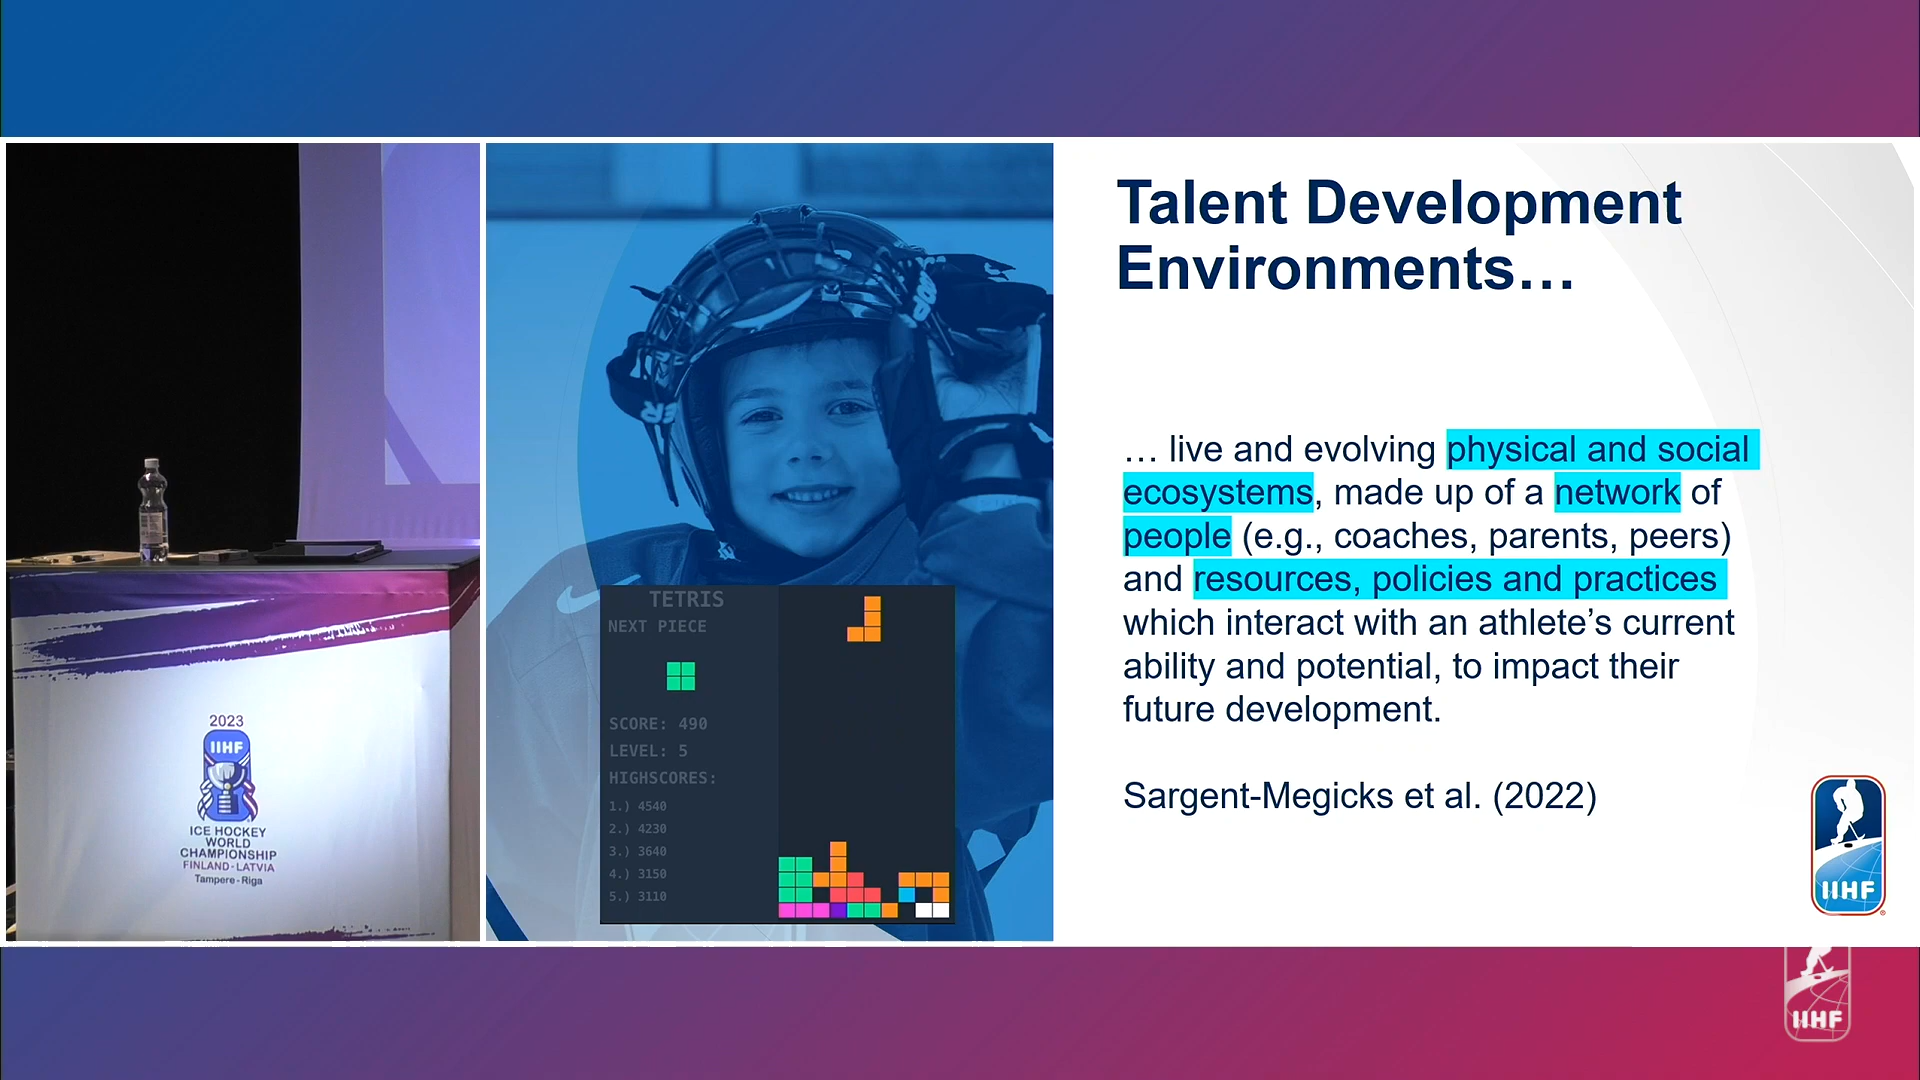 2023
IIHF
ICE HOCKEY
WORLD
CHAMPIONSHIP
FINLAND - LATVIA
Tampere - Riga
TETRIS
NEXT PIECE
SCORE: 490
LEVEL: 5
HIGHSCORES:
1.) 4540
2.) 4230
3.) 3640
4.) 3150
5.) 3110
Talent Development
Environments…
… live and evolving physical and social
ecosystems, made up of a network of
people (e.g., coaches, parents, peers)
and resources, policies and practices
which interact with an athlete’s current
ability and potential, to impact their
future development.
Sargent-Megicks et al. (2022)
IIHF
®
IIHF